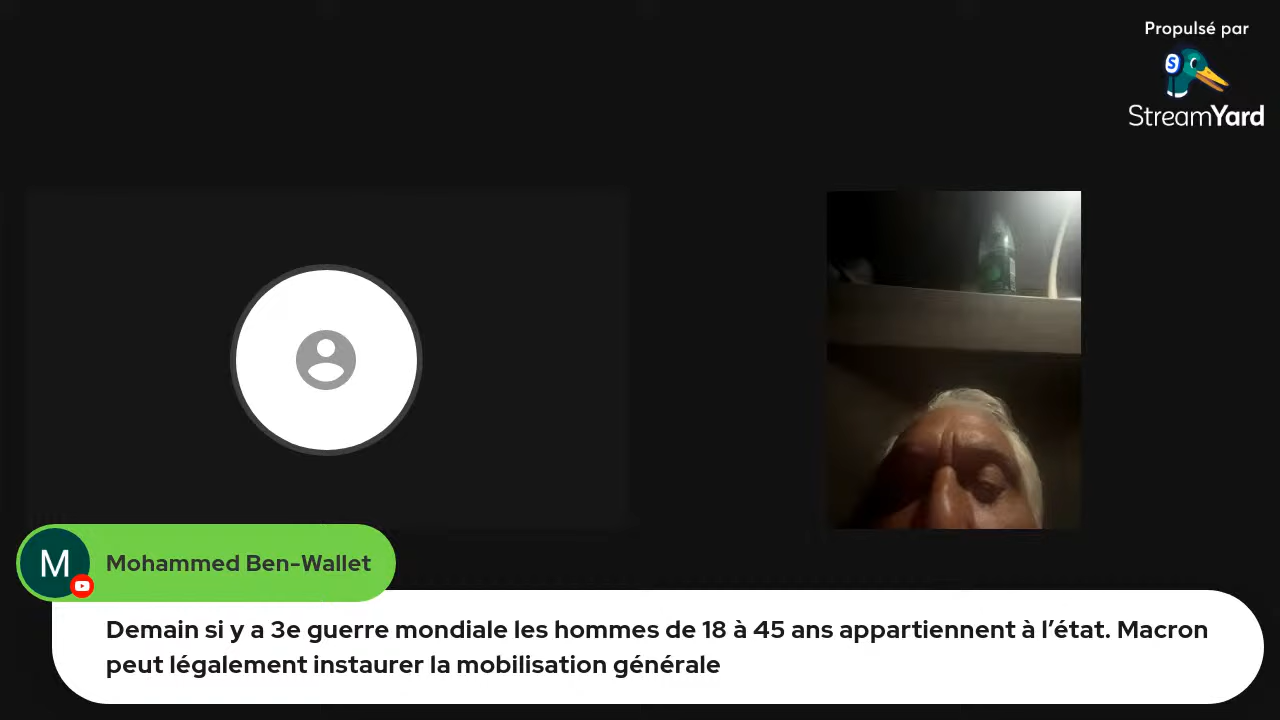 Propulsé par
S
StreamYard
M
Mohammed Ben-Wallet
Demain si y a 3e guerre mondiale les hommes de 18 à 45 ans appartiennent à l’état. Macron
peut légalement instaurer la mobilisation générale